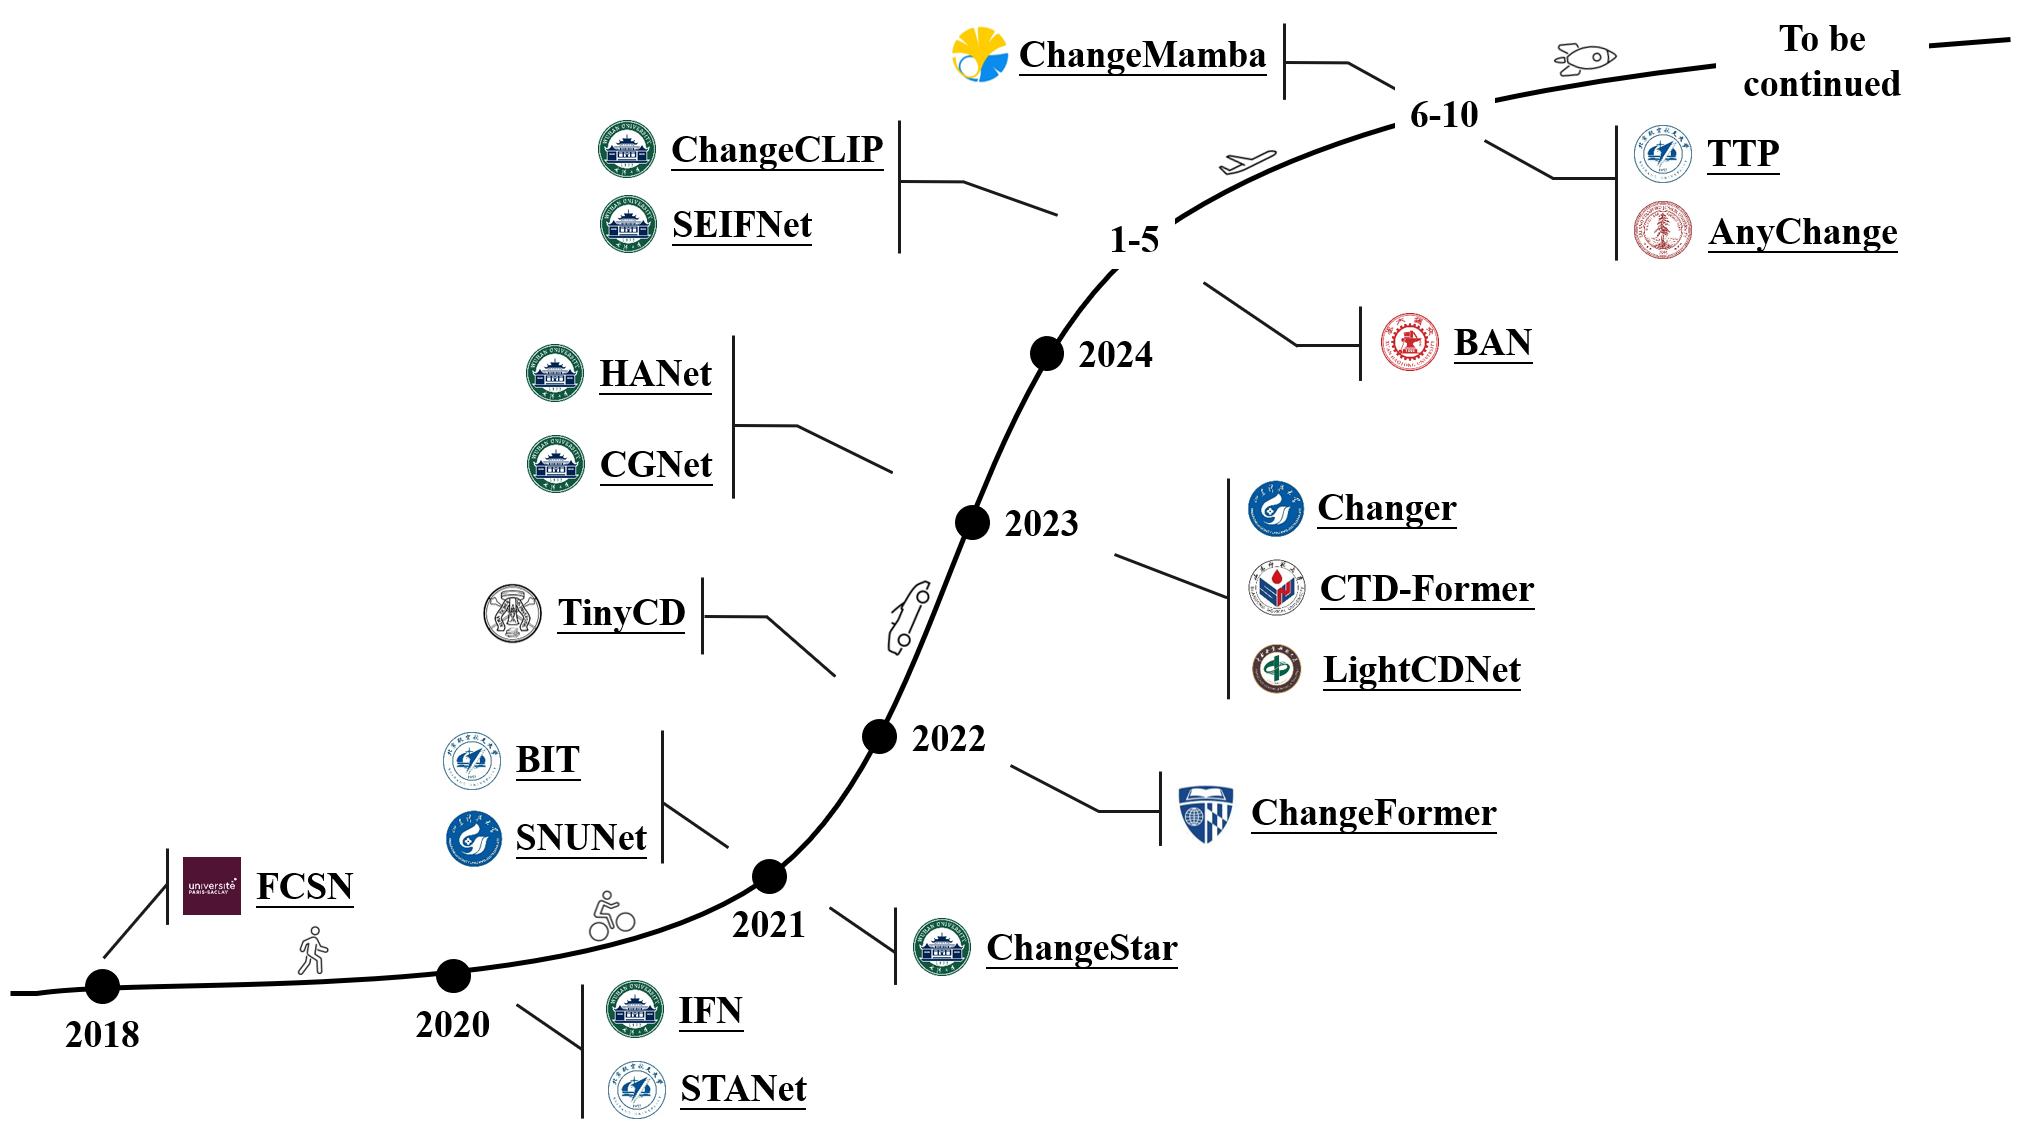 ChangeMamba
To be
continued
6-10
ChangeCLIP
SEIFNet
TTP
AnyChange
1-5
BAN
2024
HANet
CGNet
2023
Changer
CTD-Former
LightCDNet
TinyCD
2022
BIT
SNUNet
ChangeFormer
université
PARIS-SACLAY
FCSN
2021
ChangeStar
2018
2020
IFN
STANet